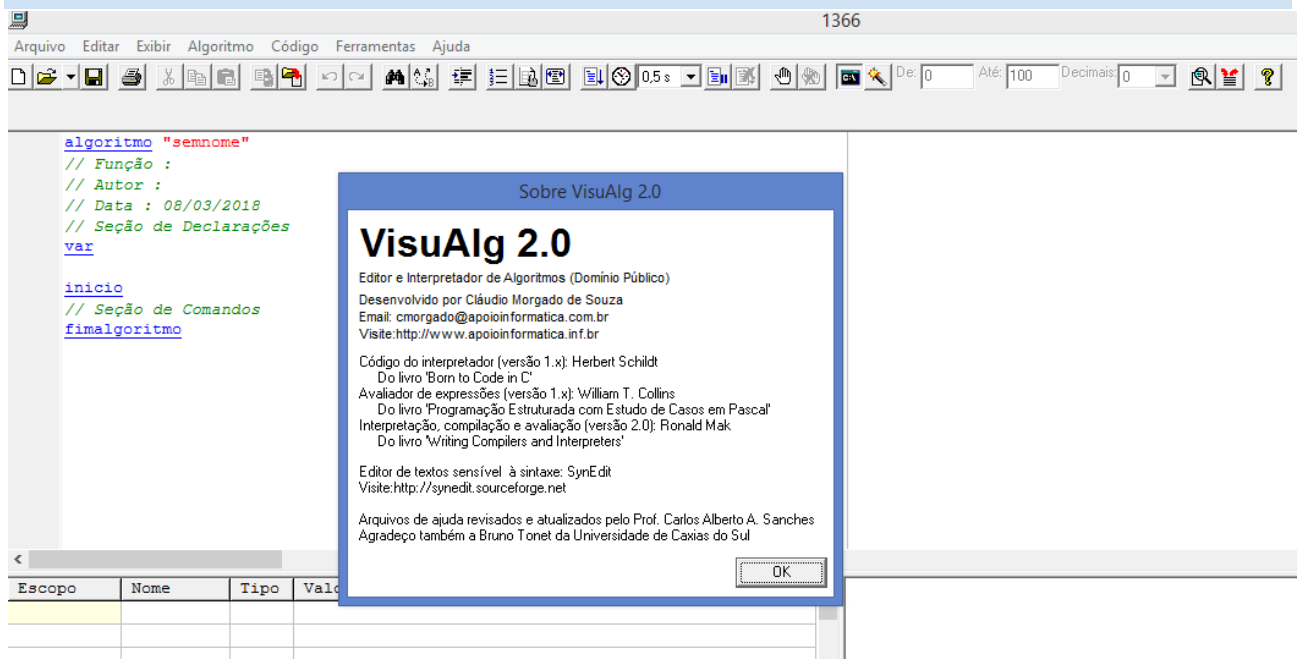 1366
Arquivo Editar Exibir Algoritmo Código Ferramentas Ajuda
0,5 s De: 0 Até: 100 Decimais: 0
algoritmo "semnome"
// Função :
// Autor :
// Data : 08/03/2018
// Seção de Declarações
var
inicio
// Seção de Comandos
fimalgoritmo
Sobre VisuAlg 2.0
VisuAlg 2.0
Editor e Interpretador de Algoritmos (Domínio Público)
Desenvolvido por Cláudio Morgado de Souza
Email: cmorgado@apoioinformatica.com.br
Visite:http://www.apoioinformatica.inf.br
Código do interpretador (versão 1.x): Herbert Schildt
Do livro 'Born to Code in C'
Avaliador de expressões (versão 1.x): William T. Collins
Do livro 'Programação Estruturada com Estudo de Casos em Pascal'
Interpretação, compilação e avaliação (versão 2.0): Ronald Mak
Do livro 'Writing Compilers and Interpreters'
Editor de textos sensível à sintaxe: SynEdit
Visite:http://synedit.sourceforge.net
Arquivos de ajuda revisados e atualizados pelo Prof. Carlos Alberto A. Sanches
Agradeço também a Bruno Tonet da Universidade de Caxias do Sul
OK
Escopo Nome Tipo Valo